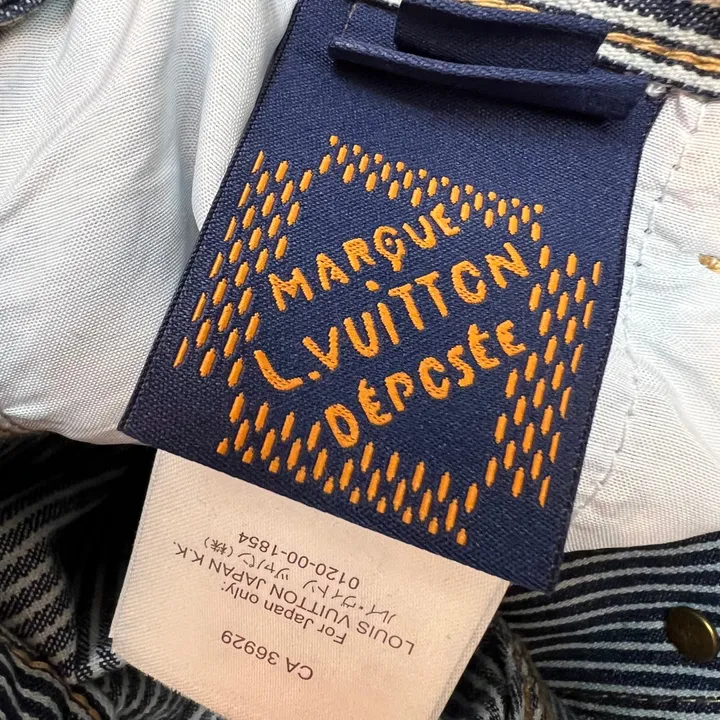 MARQUE
L.VUITTON
DÉPOSÉE
CA 36929
For Japan only:
LOUIS VUITTON JAPAN K.K.
ルイ・ヴィトン ジャパン (株)
0120-00-1854